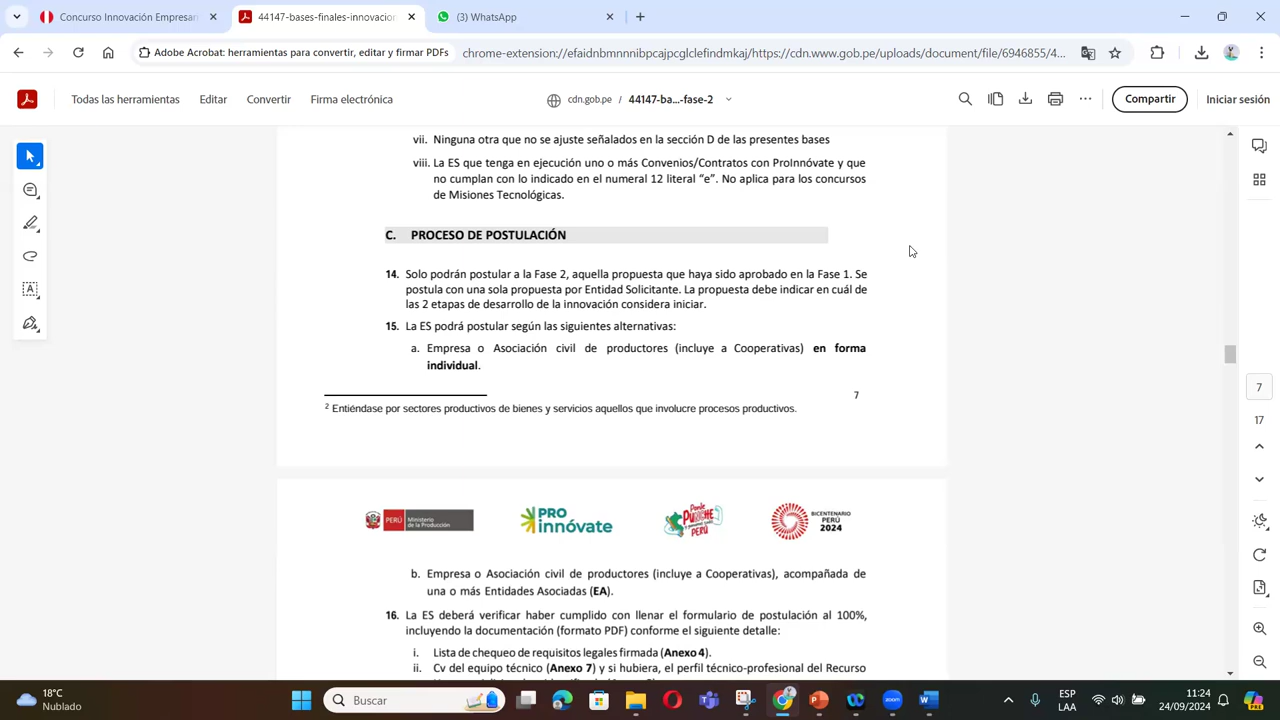 Concurso Innovación Empresari
44147-bases-finales-innovacion
(3) WhatsApp
Adobe Acrobat: herramientas para convertir, editar y firmar PDFs
chrome-extension://efaidnbmnnnibpcajpcglclefindmkaj/https://cdn.www.gob.pe/uploads/document/file/6946855/4...
Todas las herramientas
Editar
Convertir
Firma electrónica
cdn.gob.pe / 44147-ba...-fase-2
Compartir
Iniciar sesión
vii. Ninguna otra que no se ajuste señalados en la sección D de las presentes bases
viii. La ES que tenga en ejecución uno o más Convenios/Contratos con ProInnóvate y que
no cumplan con lo indicado en el numeral 12 literal “e”. No aplica para los concursos
de Misiones Tecnológicas.
C. PROCESO DE POSTULACIÓN
14. Solo podrán postular a la Fase 2, aquella propuesta que haya sido aprobado en la Fase 1. Se
postula con una sola propuesta por Entidad Solicitante. La propuesta debe indicar en cuál de
las 2 etapas de desarrollo de la innovación considera iniciar.
15. La ES podrá postular según las siguientes alternativas:
a. Empresa o Asociación civil de productores (incluye a Cooperativas) en forma
individual.
7
2 Entiéndase por sectores productivos de bienes y servicios aquellos que involucre procesos productivos.
7
17
PERÚ
Ministerio
de la Producción
PRO
innóvate
BICENTENARIO
PERÚ
2024
b. Empresa o Asociación civil de productores (incluye a Cooperativas), acompañada de
una o más Entidades Asociadas (EA).
16. La ES deberá verificar haber cumplido con llenar el formulario de postulación al 100%,
incluyendo la documentación (formato PDF) conforme el siguiente detalle:
i. Lista de chequeo de requisitos legales firmada (Anexo 4).
ii. Cv del equipo técnico (Anexo 7) y si hubiera, el perfil técnico-profesional del Recurso
18°C
Nublado
Buscar
ESP
LAA
11:24
24/09/2024